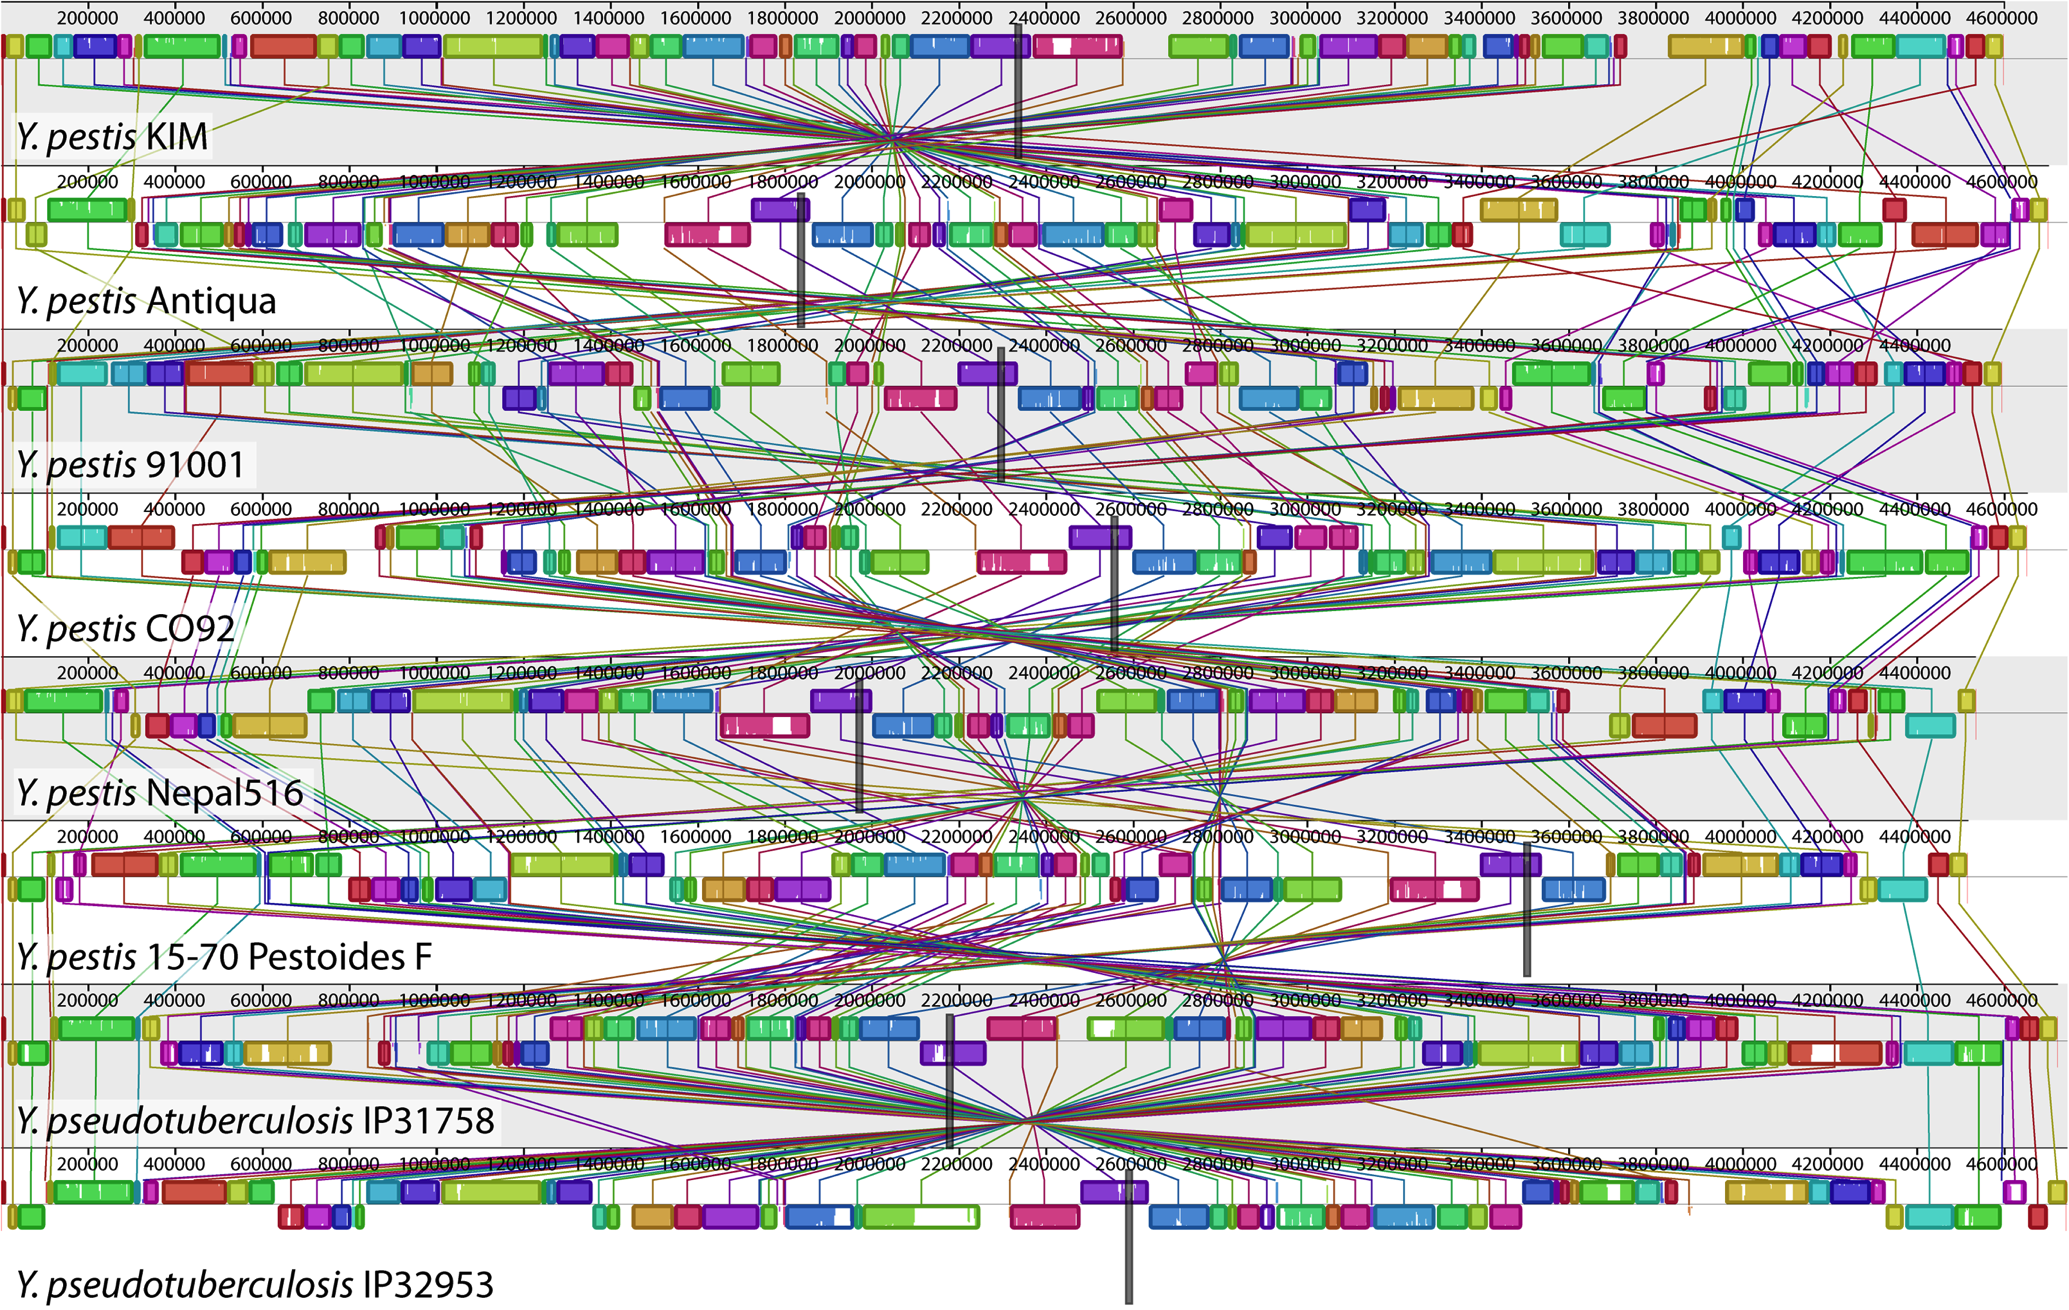 200000 400000 600000 800000 1000000 1200000 1400000 1600000 1800000 2000000 2200000 2400000 2600000 2800000 3000000 3200000 3400000 3600000 3800000 4000000 4200000 4400000 4600000
Y. pestis KIM
200000 400000 600000 800000 1000000 1200000 1400000 1600000 1800000 2000000 2200000 2400000 2600000 2800000 3000000 3200000 3400000 3600000 3800000 4000000 4200000 4400000 4600000
Y. pestis Antiqua
200000 400000 600000 800000 1000000 1200000 1400000 1600000 1800000 2000000 2200000 2400000 2600000 2800000 3000000 3200000 3400000 3600000 3800000 4000000 4200000 4400000
Y. pestis 91001
200000 400000 600000 800000 1000000 1200000 1400000 1600000 1800000 2000000 2200000 2400000 2600000 2800000 3000000 3200000 3400000 3600000 3800000 4000000 4200000 4400000 4600000
Y. pestis CO92
200000 400000 600000 800000 1000000 1200000 1400000 1600000 1800000 2000000 2200000 2400000 2600000 2800000 3000000 3200000 3400000 3600000 3800000 4000000 4200000 4400000
Y. pestis Nepal516
200000 400000 600000 800000 1000000 1200000 1400000 1600000 1800000 2000000 2200000 2400000 2600000 2800000 3000000 3200000 3400000 3600000 3800000 4000000 4200000 4400000
Y. pestis 15-70 Pestoides F
200000 400000 600000 800000 1000000 1200000 1400000 1600000 1800000 2000000 2200000 2400000 2600000 2800000 3000000 3200000 3400000 3600000 3800000 4000000 4200000 4400000 4600000
Y. pseudotuberculosis IP31758
200000 400000 600000 800000 1000000 1200000 1400000 1600000 1800000 2000000 2200000 2400000 2600000 2800000 3000000 3200000 3400000 3600000 3800000 4000000 4200000 4400000 4600000
Y. pseudotuberculosis IP32953